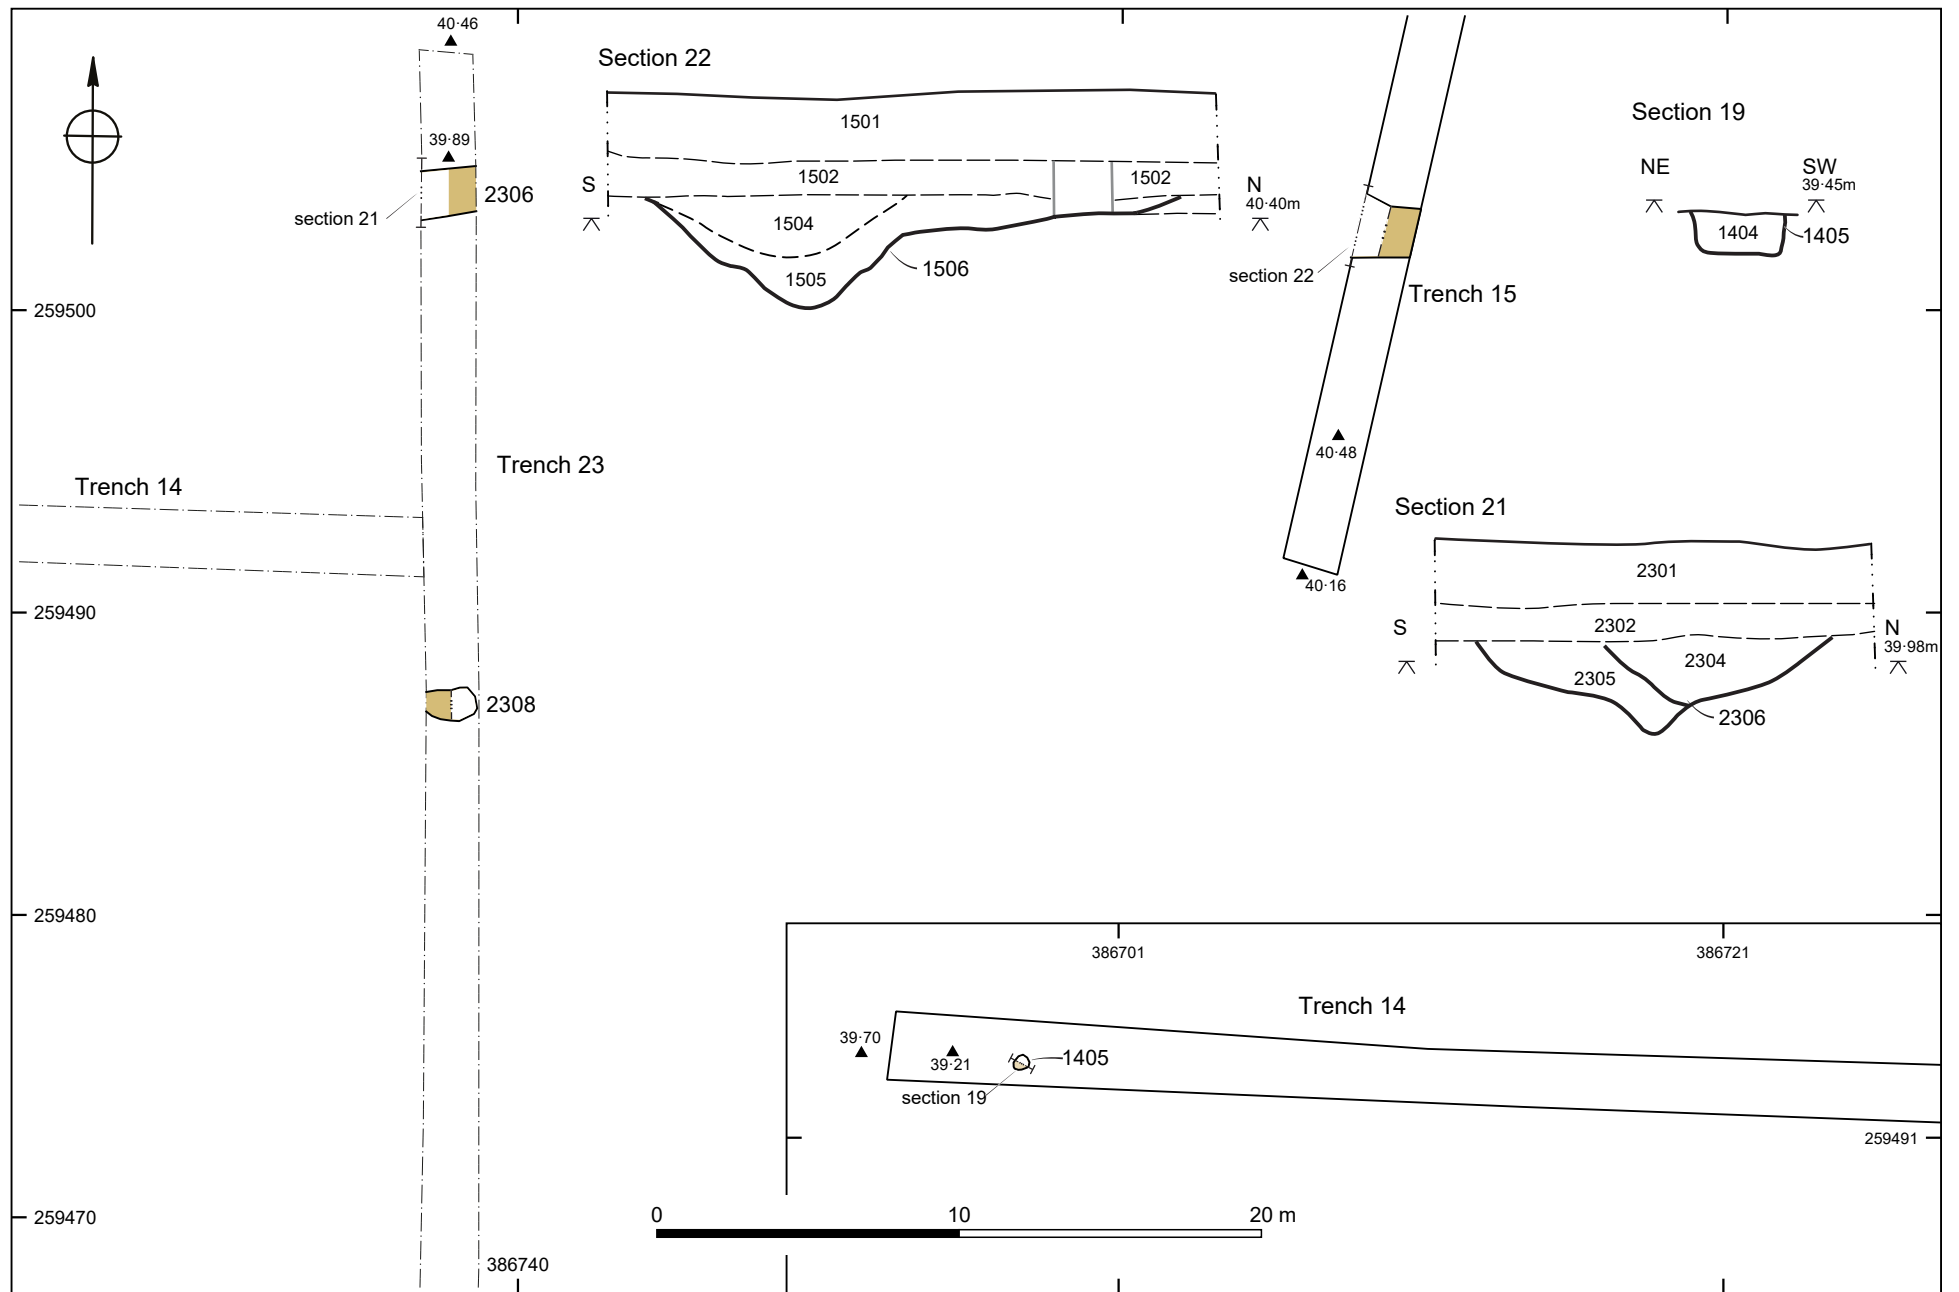 40·46
39·89
2306
section 21
259500
Trench 23
Trench 14
259490
2308
259480
259470
386740
Section 22
1501
1502
1502
S
N
40·40m
1504
1505
1506
section 22
Trench 15
40·48
40·16
Section 19
NE
SW
39·45m
1404
1405
Section 21
2301
2302
S
N
39·98m
2304
2305
2306
386701
386721
Trench 14
39·70
39·21
1405
section 19
259491
0
10
20 m